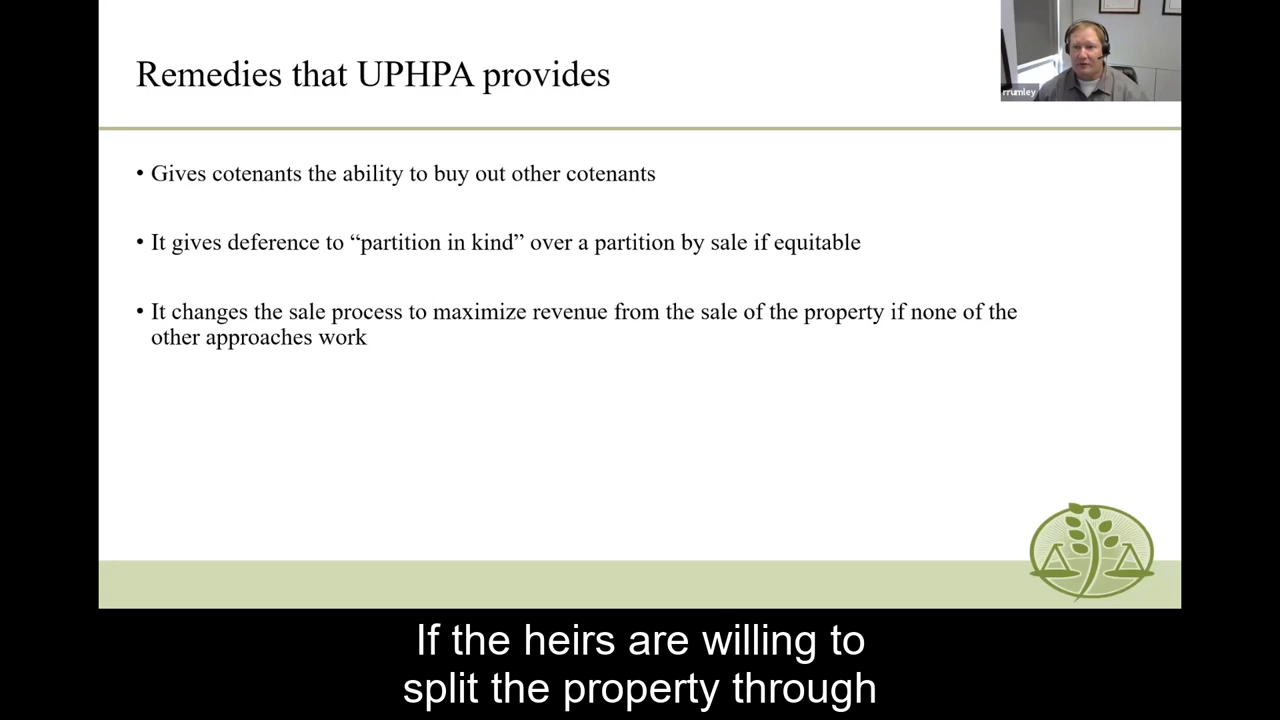 Remedies that UPHPA provides
rrumley
• Gives cotenants the ability to buy out other cotenants
• It gives deference to “partition in kind” over a partition by sale if equitable
• It changes the sale process to maximize revenue from the sale of the property if none of the
other approaches work
If the heirs are willing to
split the property through